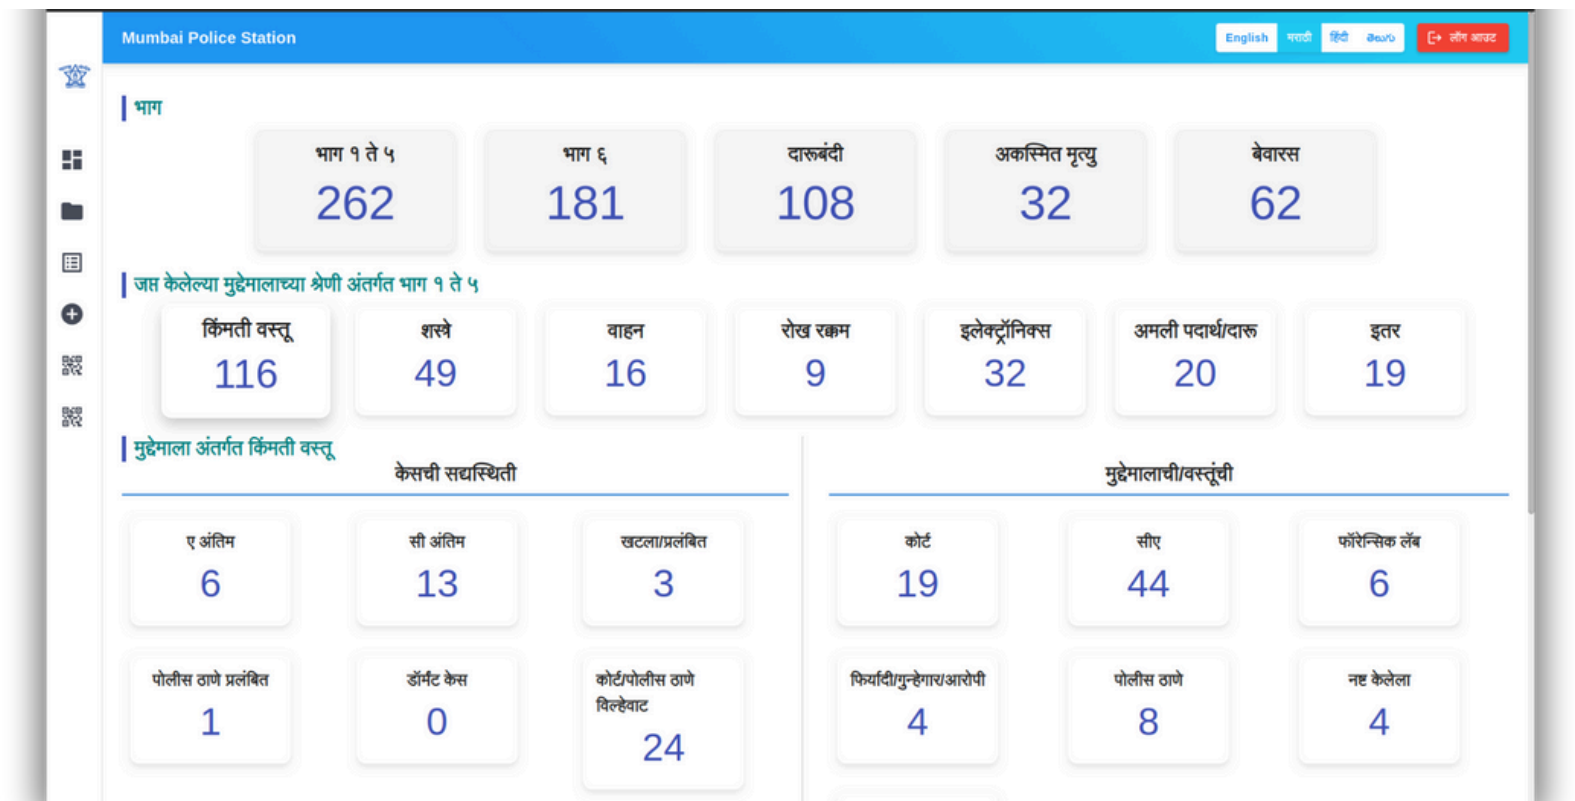 Mumbai Police Station
English मराठी हिंदी తెలుగు लॉग आउट
भाग
भाग १ ते ५
262
भाग ६
181
दारूबंदी
108
अकस्मित मृत्यु
32
बेवारस
62
जप्त केलेल्या मुद्देमालाच्या श्रेणी अंतर्गत भाग १ ते ५
किंमती वस्तू
116
शस्त्रे
49
वाहन
16
रोख रक्कम
9
इलेक्ट्रॉनिक्स
32
अमली पदार्थ/दारू
20
इतर
19
मुद्देमाला अंतर्गत किंमती वस्तू
केसची सद्यस्थिती
ए अंतिम
6
सी अंतिम
13
खटला/प्रलंबित
3
पोलीस ठाणे प्रलंबित
1
डॉर्मंट केस
0
कोर्ट/पोलीस ठाणे
विल्हेवाट
24
मुद्देमालाची/वस्तूंची
कोर्ट
19
सीए
44
फॉरेन्सिक लॅब
6
फिर्यादी/गुन्हेगार/आरोपी
4
पोलीस ठाणे
8
नष्ट केलेला
4